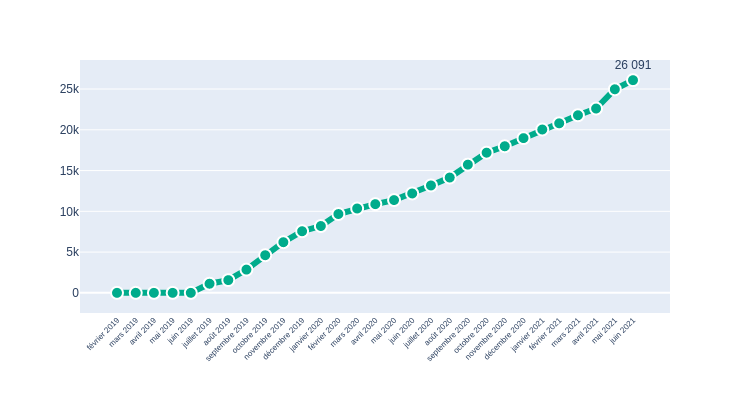 26 091
25k
20k
15k
10k
5k
0
février 2019
mars 2019
avril 2019
mai 2019
juin 2019
juillet 2019
août 2019
septembre 2019
octobre 2019
novembre 2019
décembre 2019
janvier 2020
février 2020
mars 2020
avril 2020
mai 2020
juin 2020
juillet 2020
août 2020
septembre 2020
octobre 2020
novembre 2020
décembre 2020
janvier 2021
février 2021
mars 2021
avril 2021
mai 2021
juin 2021